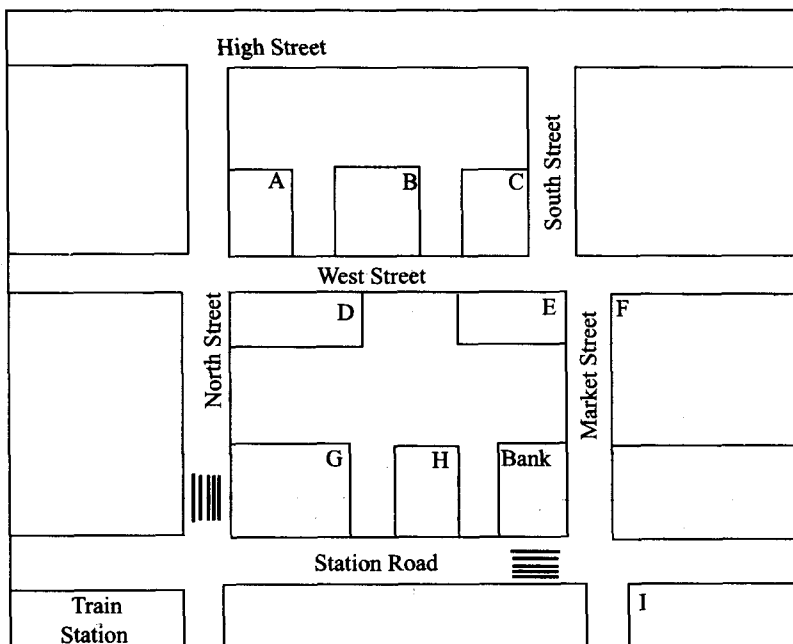 High Street
A
B
C
South Street
West Street
D
E
F
North Street
Market Street
G
H
Bank
Station Road
Train
Station
I